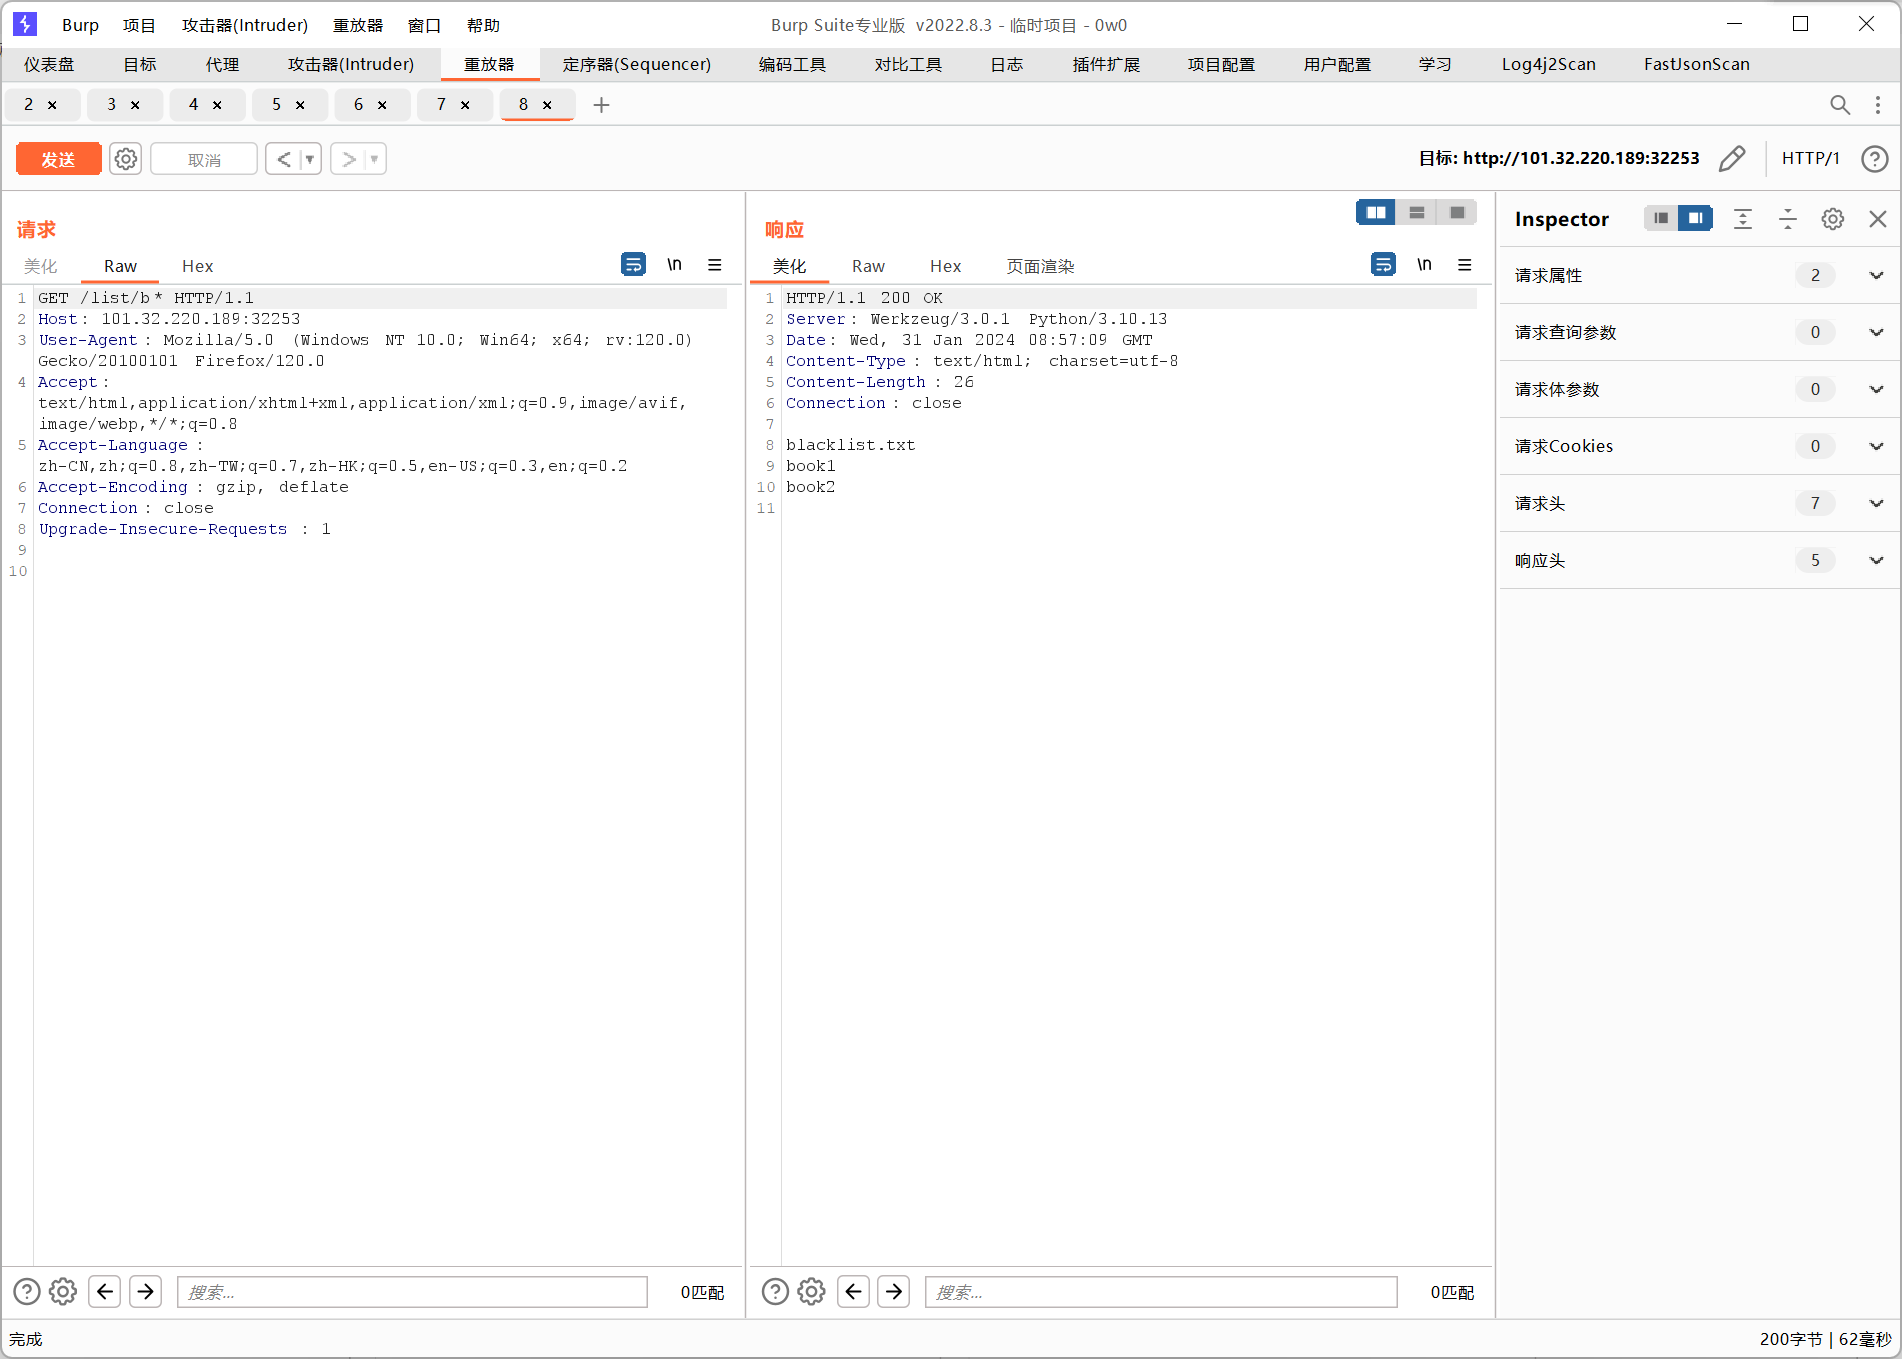 Burp 项目 攻击器(Intruder) 重放器 窗口 帮助 Burp Suite专业版 v2022.8.3 - 临时项目 - 0w0
仪表盘 目标 代理 攻击器(Intruder) 重放器 定序器(Sequencer) 编码工具 对比工具 日志 插件扩展 项目配置 用户配置 学习 Log4j2Scan FastJsonScan
2 × 3 × 4 × 5 × 6 × 7 × 8 × +
发送 取消 < > 目标: http://101.32.220.189:32253 HTTP/1
请求
美化 Raw Hex \n
1 GET /list/b* HTTP/1.1
2 Host: 101.32.220.189:32253
3 User-Agent: Mozilla/5.0 (Windows NT 10.0; Win64; x64; rv:120.0)
Gecko/20100101 Firefox/120.0
4 Accept:
text/html,application/xhtml+xml,application/xml;q=0.9,image/avif,
image/webp,*/*;q=0.8
5 Accept-Language:
zh-CN,zh;q=0.8,zh-TW;q=0.7,zh-HK;q=0.5,en-US;q=0.3,en;q=0.2
6 Accept-Encoding: gzip, deflate
7 Connection: close
8 Upgrade-Insecure-Requests: 1
9
10
搜索... 0匹配
响应
美化 Raw Hex 页面渲染 \n
1 HTTP/1.1 200 OK
2 Server: Werkzeug/3.0.1 Python/3.10.13
3 Date: Wed, 31 Jan 2024 08:57:09 GMT
4 Content-Type: text/html; charset=utf-8
5 Content-Length: 26
6 Connection: close
7
8 blacklist.txt
9 book1
10 book2
11
搜索... 0匹配
Inspector
请求属性 2
请求查询参数 0
请求体参数 0
请求Cookies 0
请求头 7
响应头 5
完成 200字节 | 62毫秒